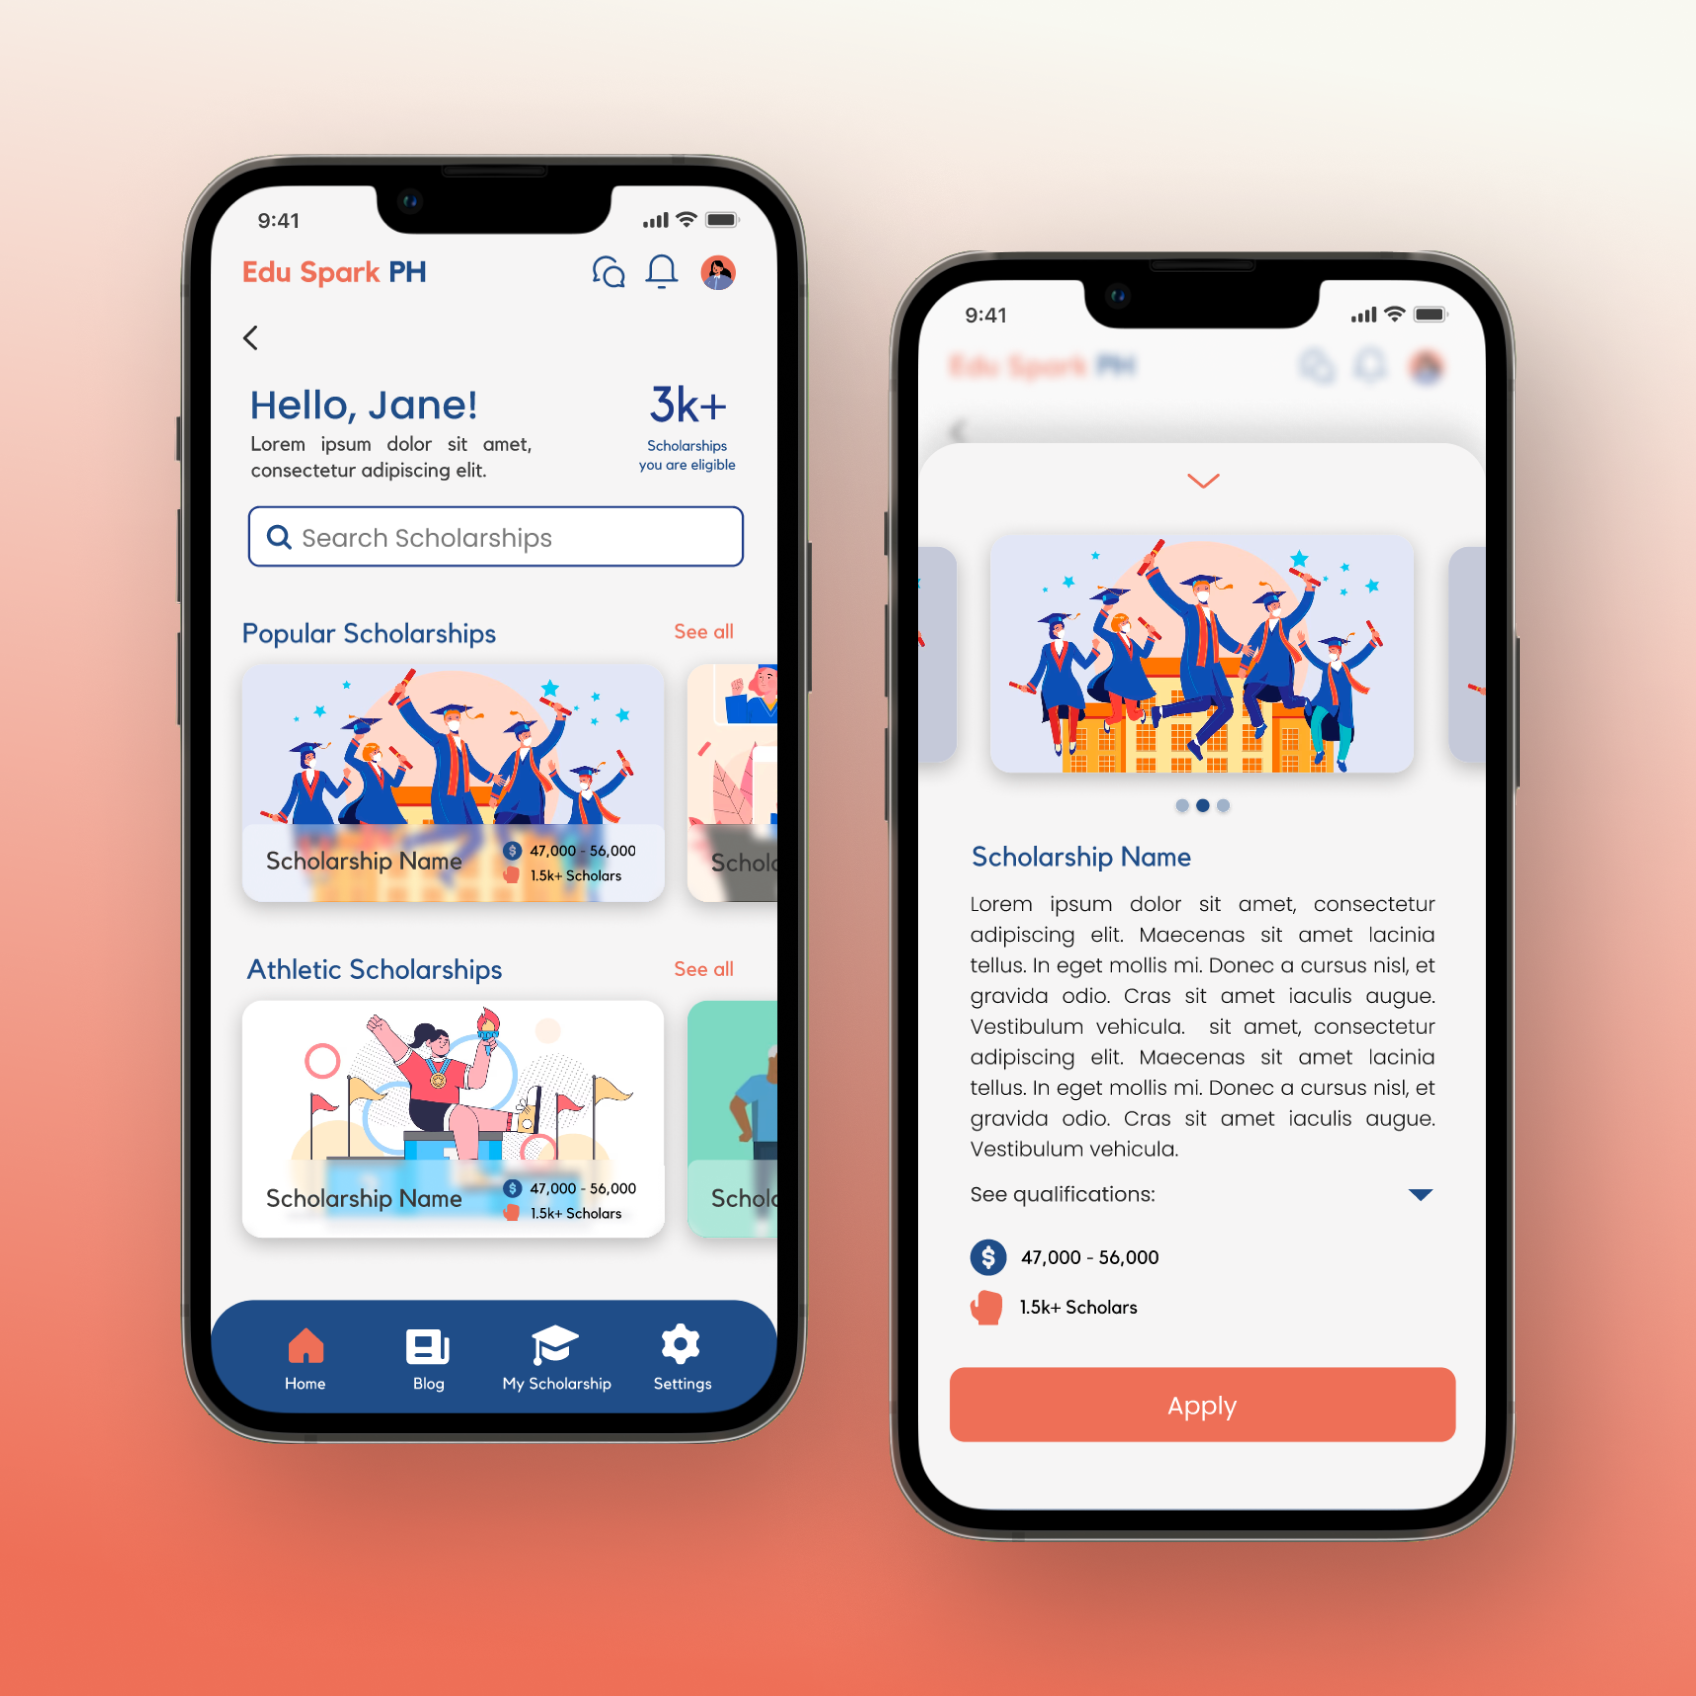 9:41
Edu Spark PH
Hello, Jane!
Lorem ipsum dolor sit amet,
consectetur adipiscing elit.
3k+
Scholarships
you are eligible
Search Scholarships
Popular Scholarships
See all
Scholarship Name
47,000 - 56,000
1.5k+ Scholars
Schol
Athletic Scholarships
See all
Scholarship Name
47,000 - 56,000
1.5k+ Scholars
Schol
Home
Blog
My Scholarship
Settings
9:41
Edu Spark PH
Scholarship Name
Lorem ipsum dolor sit amet, consectetur
adipiscing elit. Maecenas sit amet lacinia
tellus. In eget mollis mi. Donec a cursus nisl, et
gravida odio. Cras sit amet iaculis augue.
Vestibulum vehicula. sit amet, consectetur
adipiscing elit. Maecenas sit amet lacinia
tellus. In eget mollis mi. Donec a cursus nisl, et
gravida odio. Cras sit amet iaculis augue.
Vestibulum vehicula.
See qualifications:
$ 47,000 - 56,000
1.5k+ Scholars
Apply